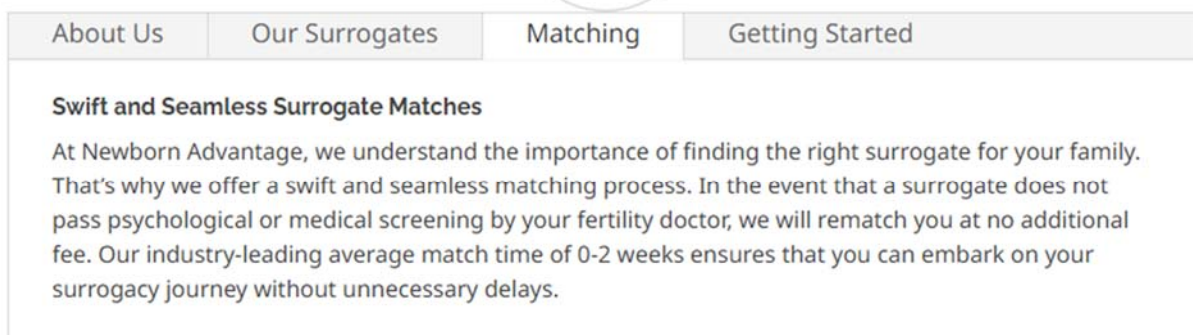 About Us Our Surrogates Matching Getting Started
Swift and Seamless Surrogate Matches
At Newborn Advantage, we understand the importance of finding the right surrogate for your family.
That’s why we offer a swift and seamless matching process. In the event that a surrogate does not
pass psychological or medical screening by your fertility doctor, we will rematch you at no additional
fee. Our industry-leading average match time of 0-2 weeks ensures that you can embark on your
surrogacy journey without unnecessary delays.